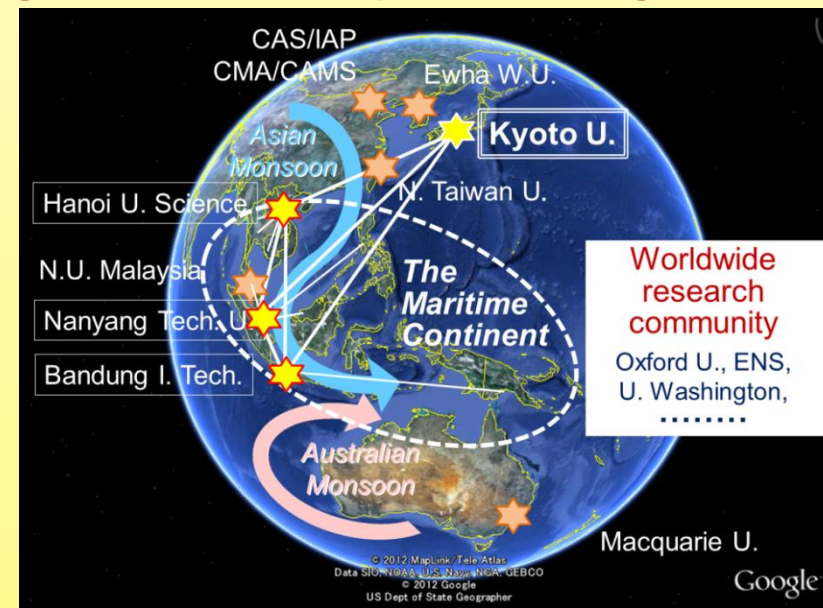 CAS/IAP
CMA/CAMS
Ewha W.U.
Asian
Monsoon
Kyoto U.
Hanoi U. Science
N. Taiwan U.
N.U. Malaysia
The
Maritime
Continent
Nanyang Tech. U
Bandung I. Tech.
Worldwide
research
community
Oxford U., ENS,
U. Washington,
........
Australian
Monsoon
Macquarie U.
© 2012 MapLink/Tele Atlas
Data SIO, NOAA, U.S. Navy, NGA, GEBCO
© 2012 Google
US Dept of State Geographer
Google